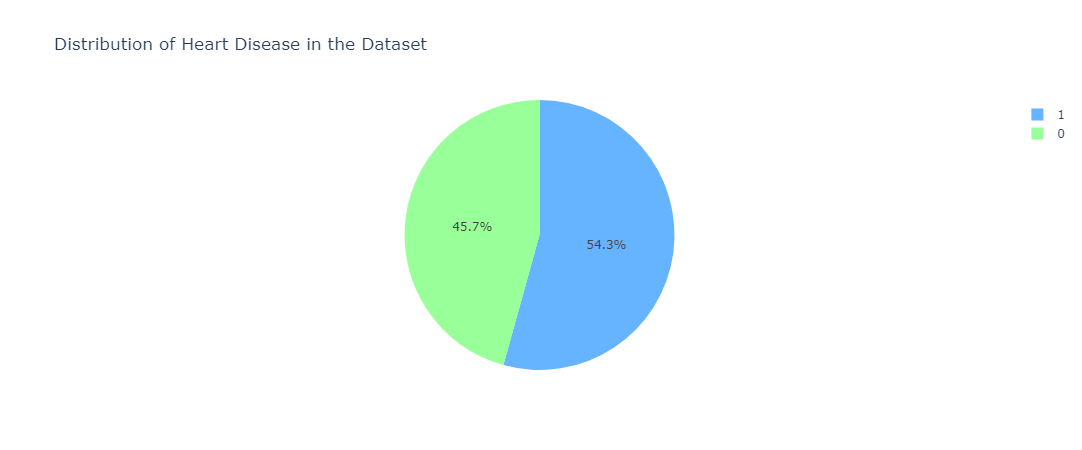 Distribution of Heart Disease in the Dataset
1
0
45.7%
54.3%